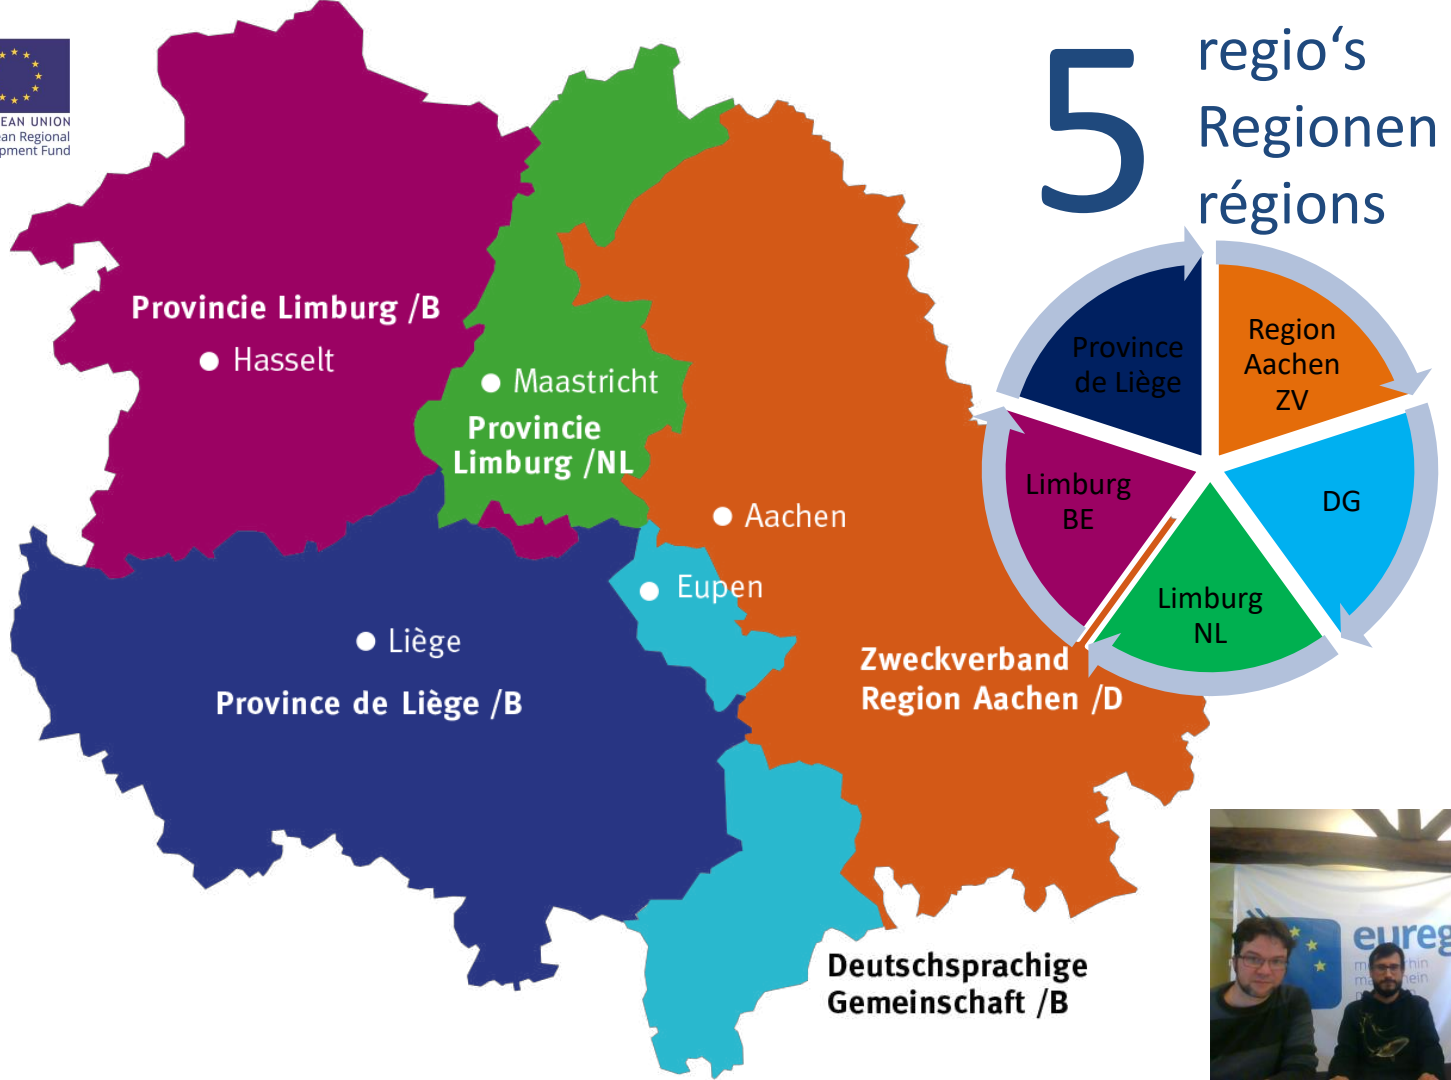 5
regio‘s
Regionen
régions
EAN UNION
an Regional
pment Fund
Provincie Limburg /B
Hasselt
Maastricht
Provincie
Limburg /NL
Aachen
Eupen
Liège
Province de Liège /B
Zweckverband
Region Aachen /D
Deutschsprachige
Gemeinschaft /B
Province
de Liège
Region
Aachen
ZV
DG
Limburg
NL
Limburg
BE
eureg